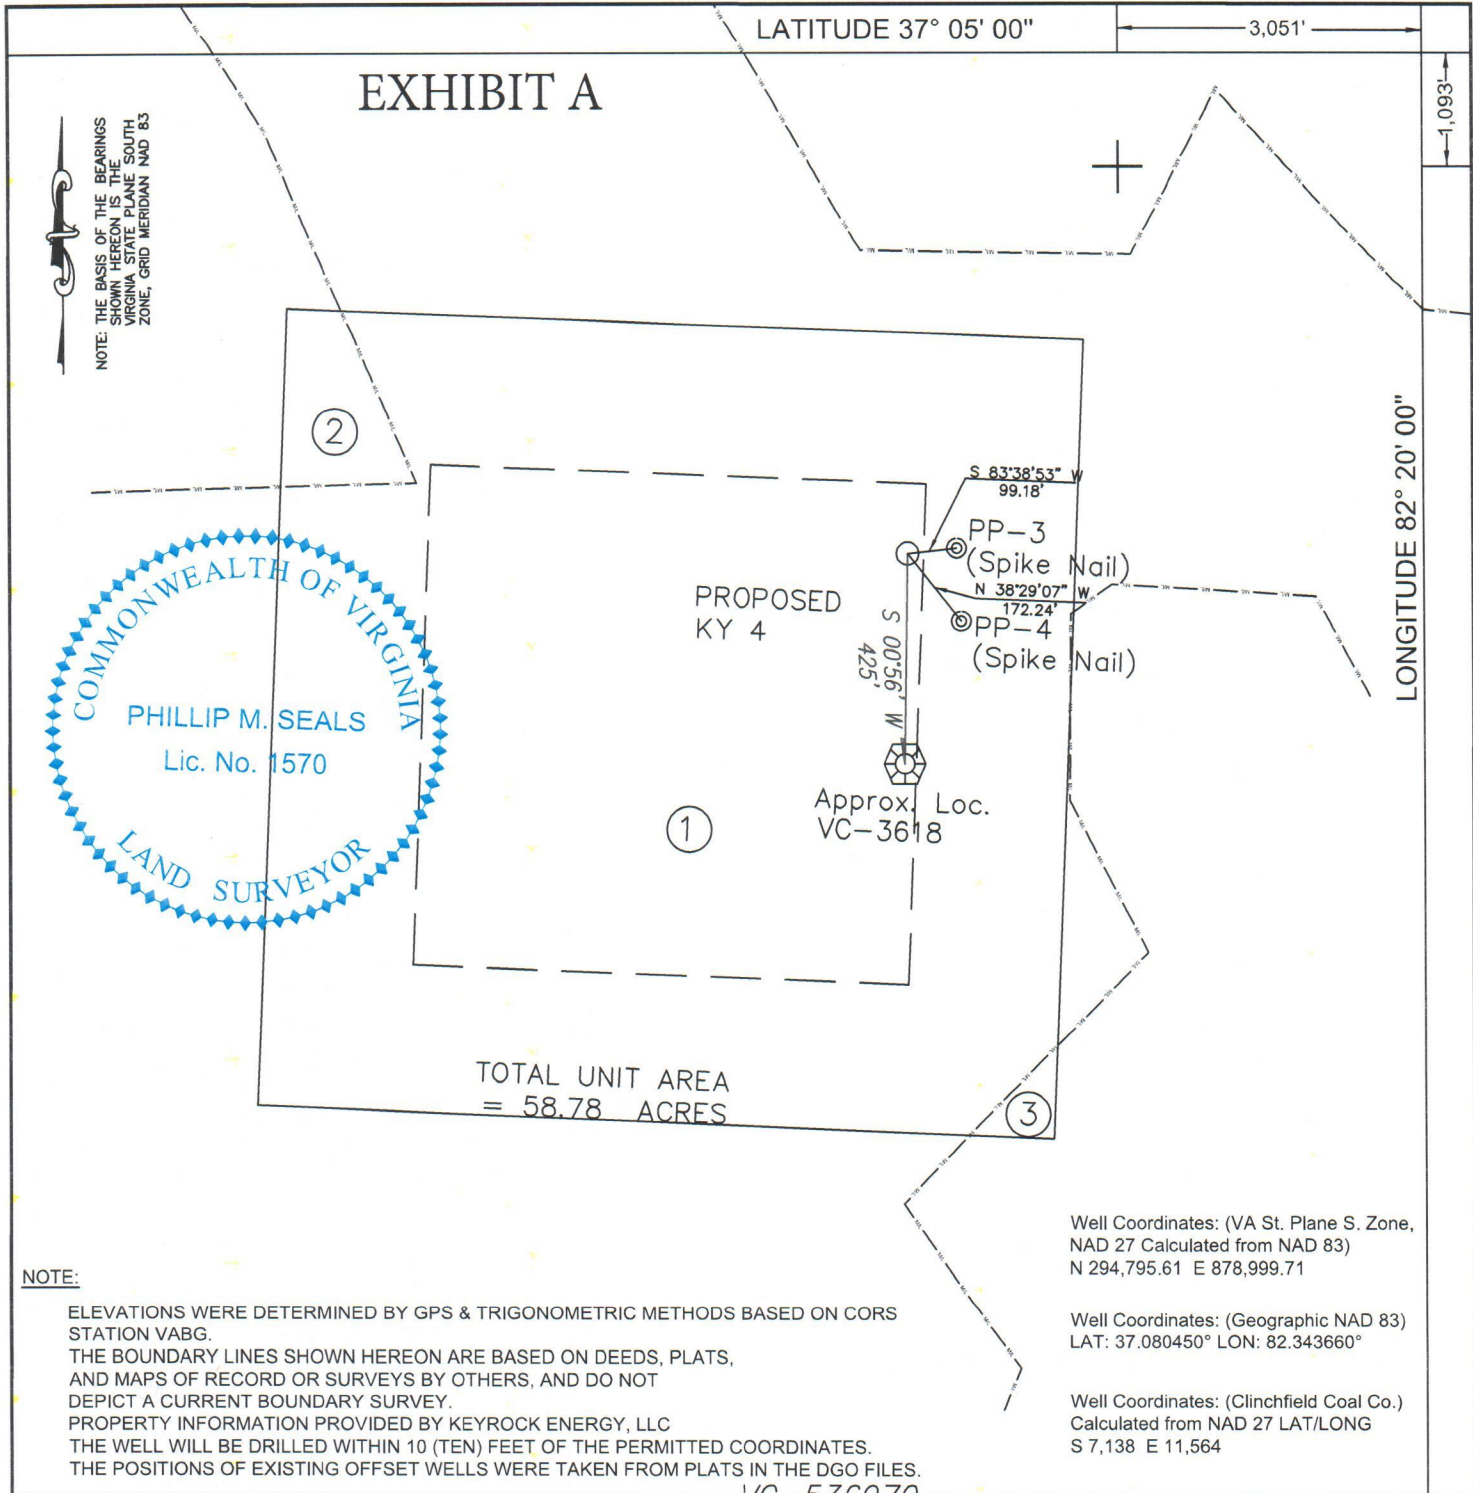 LATITUDE 37° 05' 00"
3,051'
1,093'
EXHIBIT A
NOTE: THE BASIS OF THE BEARINGS
SHOWN HEREON IS THE
VIRGINIA STATE PLANE SOUTH
ZONE, GRID MERIDIAN NAD 83
LONGITUDE 82° 20' 00"
2
S 83°38'53" W
99.18'
PP-3
(Spike Nail)
N 38°29'07" W
172.24'
PP-4
(Spike Nail)
PROPOSED
KY 4
S 00°56' W
425'
COMMONWEALTH OF VIRGINIA
PHILLIP M. SEALS
Lic. No. 1570
LAND SURVEYOR
Approx. Loc.
VC-3618
1
TOTAL UNIT AREA
= 58.78 ACRES
3
Well Coordinates: (VA St. Plane S. Zone,
NAD 27 Calculated from NAD 83)
N 294,795.61 E 878,999.71
Well Coordinates: (Geographic NAD 83)
LAT: 37.080450° LON: 82.343660°
Well Coordinates: (Clinchfield Coal Co.)
Calculated from NAD 27 LAT/LONG
S 7,138 E 11,564
NOTE:
ELEVATIONS WERE DETERMINED BY GPS & TRIGONOMETRIC METHODS BASED ON CORS
STATION VABG.
THE BOUNDARY LINES SHOWN HEREON ARE BASED ON DEEDS, PLATS,
AND MAPS OF RECORD OR SURVEYS BY OTHERS, AND DO NOT
DEPICT A CURRENT BOUNDARY SURVEY.
PROPERTY INFORMATION PROVIDED BY KEYROCK ENERGY, LLC
THE WELL WILL BE DRILLED WITHIN 10 (TEN) FEET OF THE PERMITTED COORDINATES.
THE POSITIONS OF EXISTING OFFSET WELLS WERE TAKEN FROM PLATS IN THE DGO FILES.